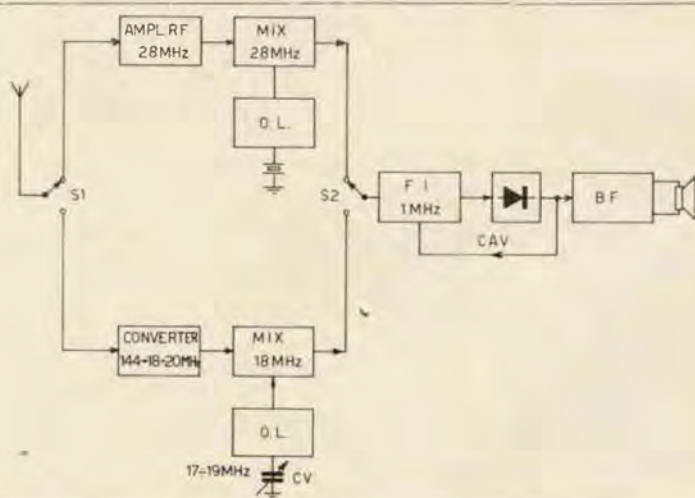 AMPL.RF
28MHz
MIX
28MHz
O.L.
S1
S2
F I
1MHz
BF
CAV
CONVERTER
144÷18÷20MHz
MIX
18MHz
O.L.
17÷19MHz
CV